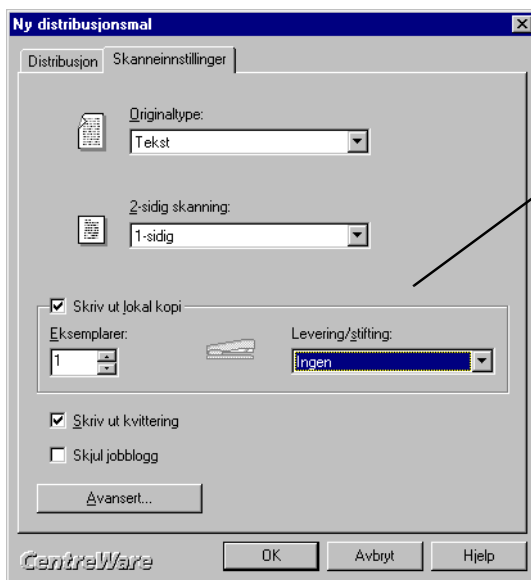 Ny distribusjonsmal
Distribusjon Skanneinnstillinger
Originaltype:
Tekst
2-sidig skanning:
1-sidig
Skriv ut lokal kopi
Eksemplarer: Levering/stifting:
1 Ingen
Skriv ut kvittering
Skjul jobblogg
Avansert...
CentreWare OK Avbryt Hjelp